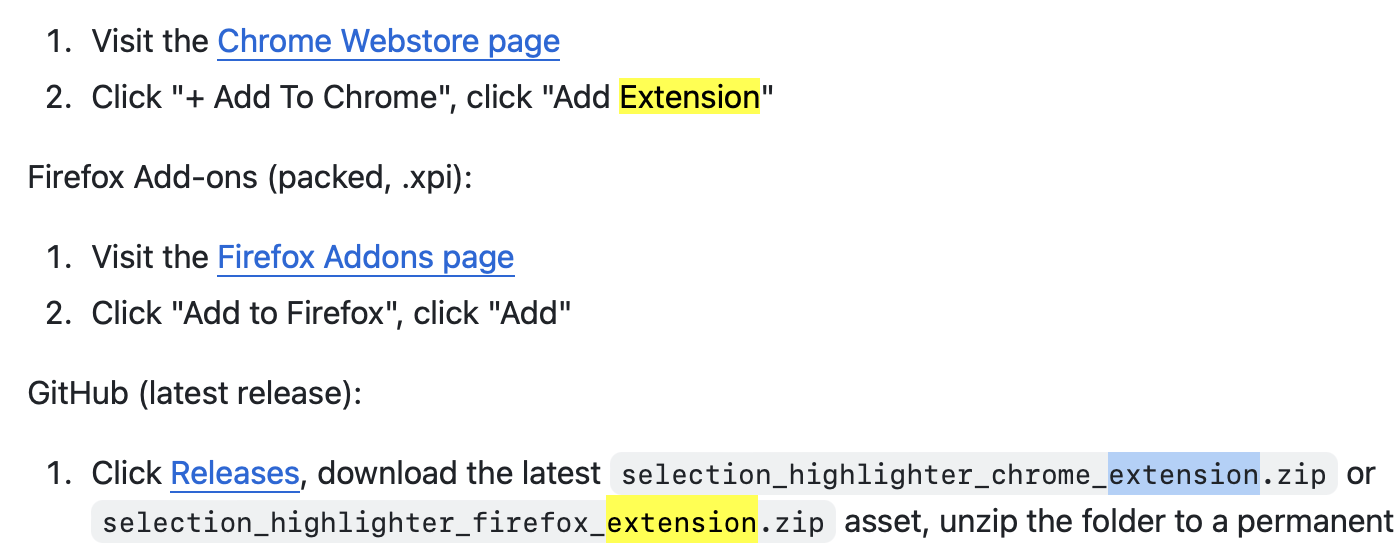 1. Visit the Chrome Webstore page
2. Click "+ Add To Chrome", click "Add Extension"
Firefox Add-ons (packed, .xpi):
1. Visit the Firefox Addons page
2. Click "Add to Firefox", click "Add"
GitHub (latest release):
1. Click Releases, download the latest selection_highlighter_chrome_extension.zip or
selection_highlighter_firefox_extension.zip asset, unzip the folder to a permanent